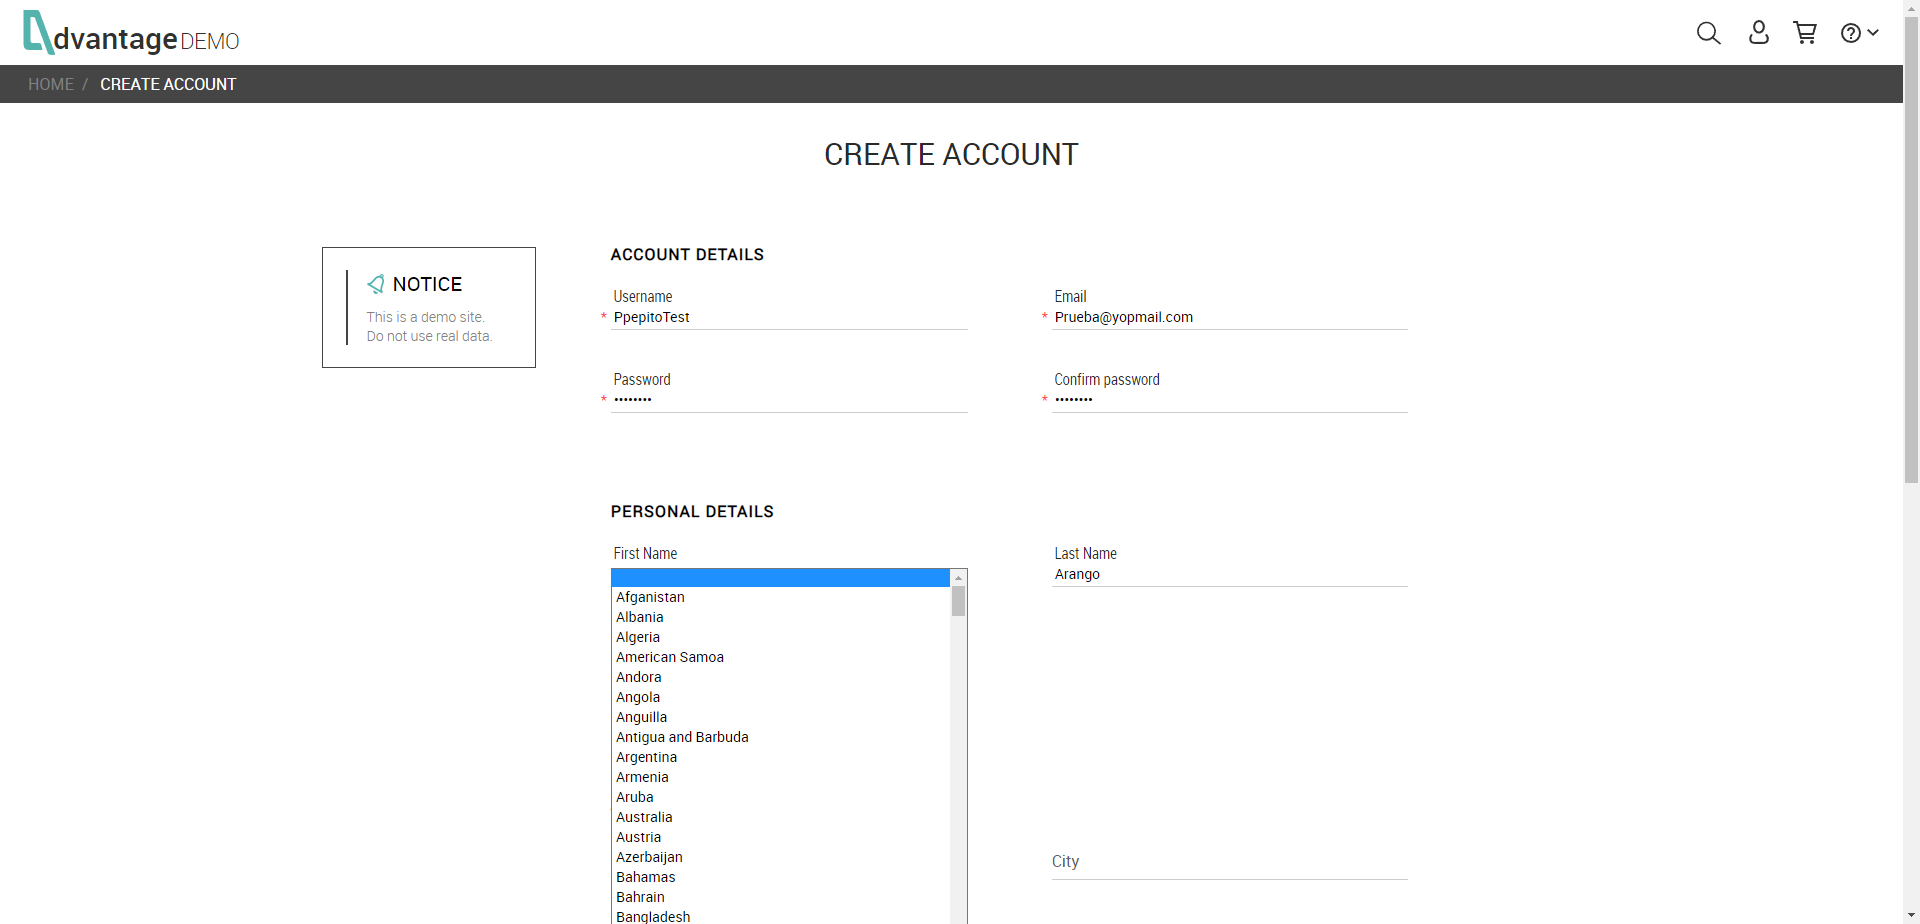 dvantage DEMO
HOME / CREATE ACCOUNT
CREATE ACCOUNT
NOTICE
This is a demo site.
Do not use real data.
ACCOUNT DETAILS
Username
* PpepitoTest
Email
* Prueba@yopmail.com
Password
* ••••••••
Confirm password
* ••••••••
PERSONAL DETAILS
First Name
Last Name
Arango
Afganistan
Albania
Algeria
American Samoa
Andora
Angola
Anguilla
Antigua and Barbuda
Argentina
Armenia
Aruba
Australia
Austria
Azerbaijan
Bahamas
Bahrain
Bangladesh
City